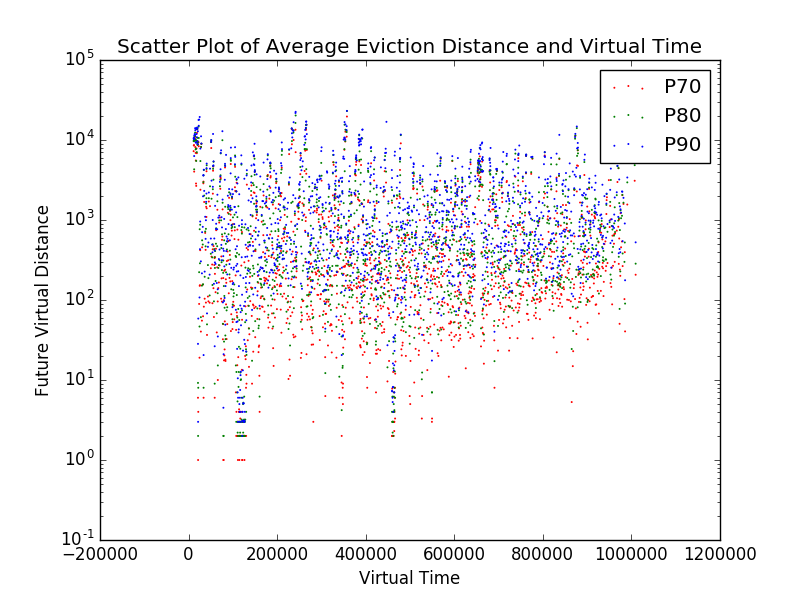 Scatter Plot of Average Eviction Distance and Virtual Time
P70
P80
P90
10^5
10^4
10^3
10^2
10^1
10^0
10^-1
Future Virtual Distance
−200000 0 200000 400000 600000 800000 1000000 1200000
Virtual Time